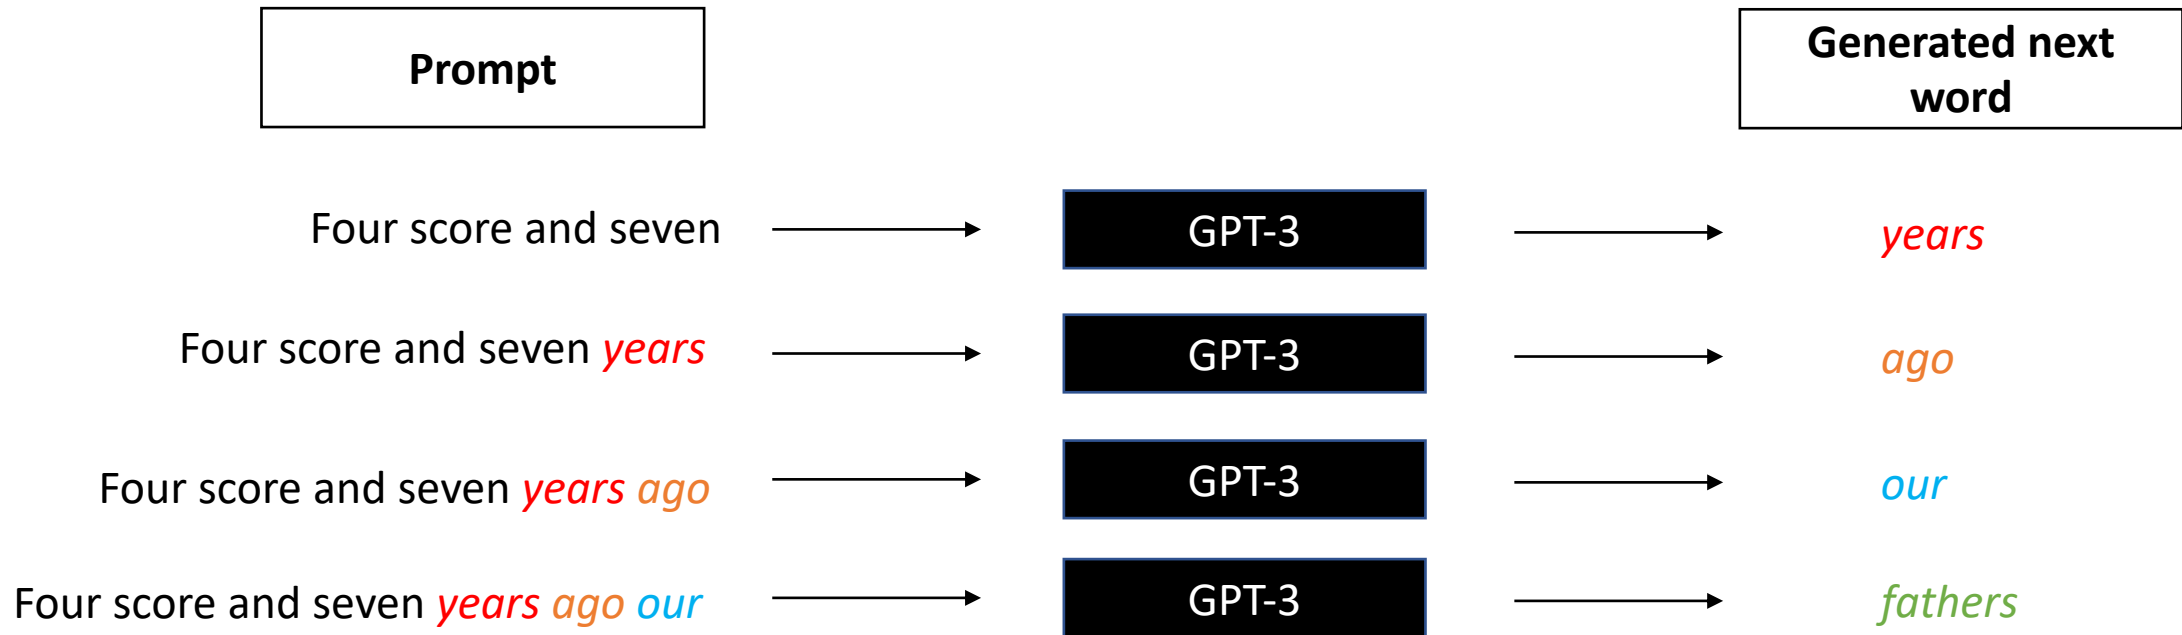 Prompt
Generated next
word
Four score and seven GPT-3 years
Four score and seven years GPT-3 ago
Four score and seven years ago GPT-3 our
Four score and seven years ago our GPT-3 fathers